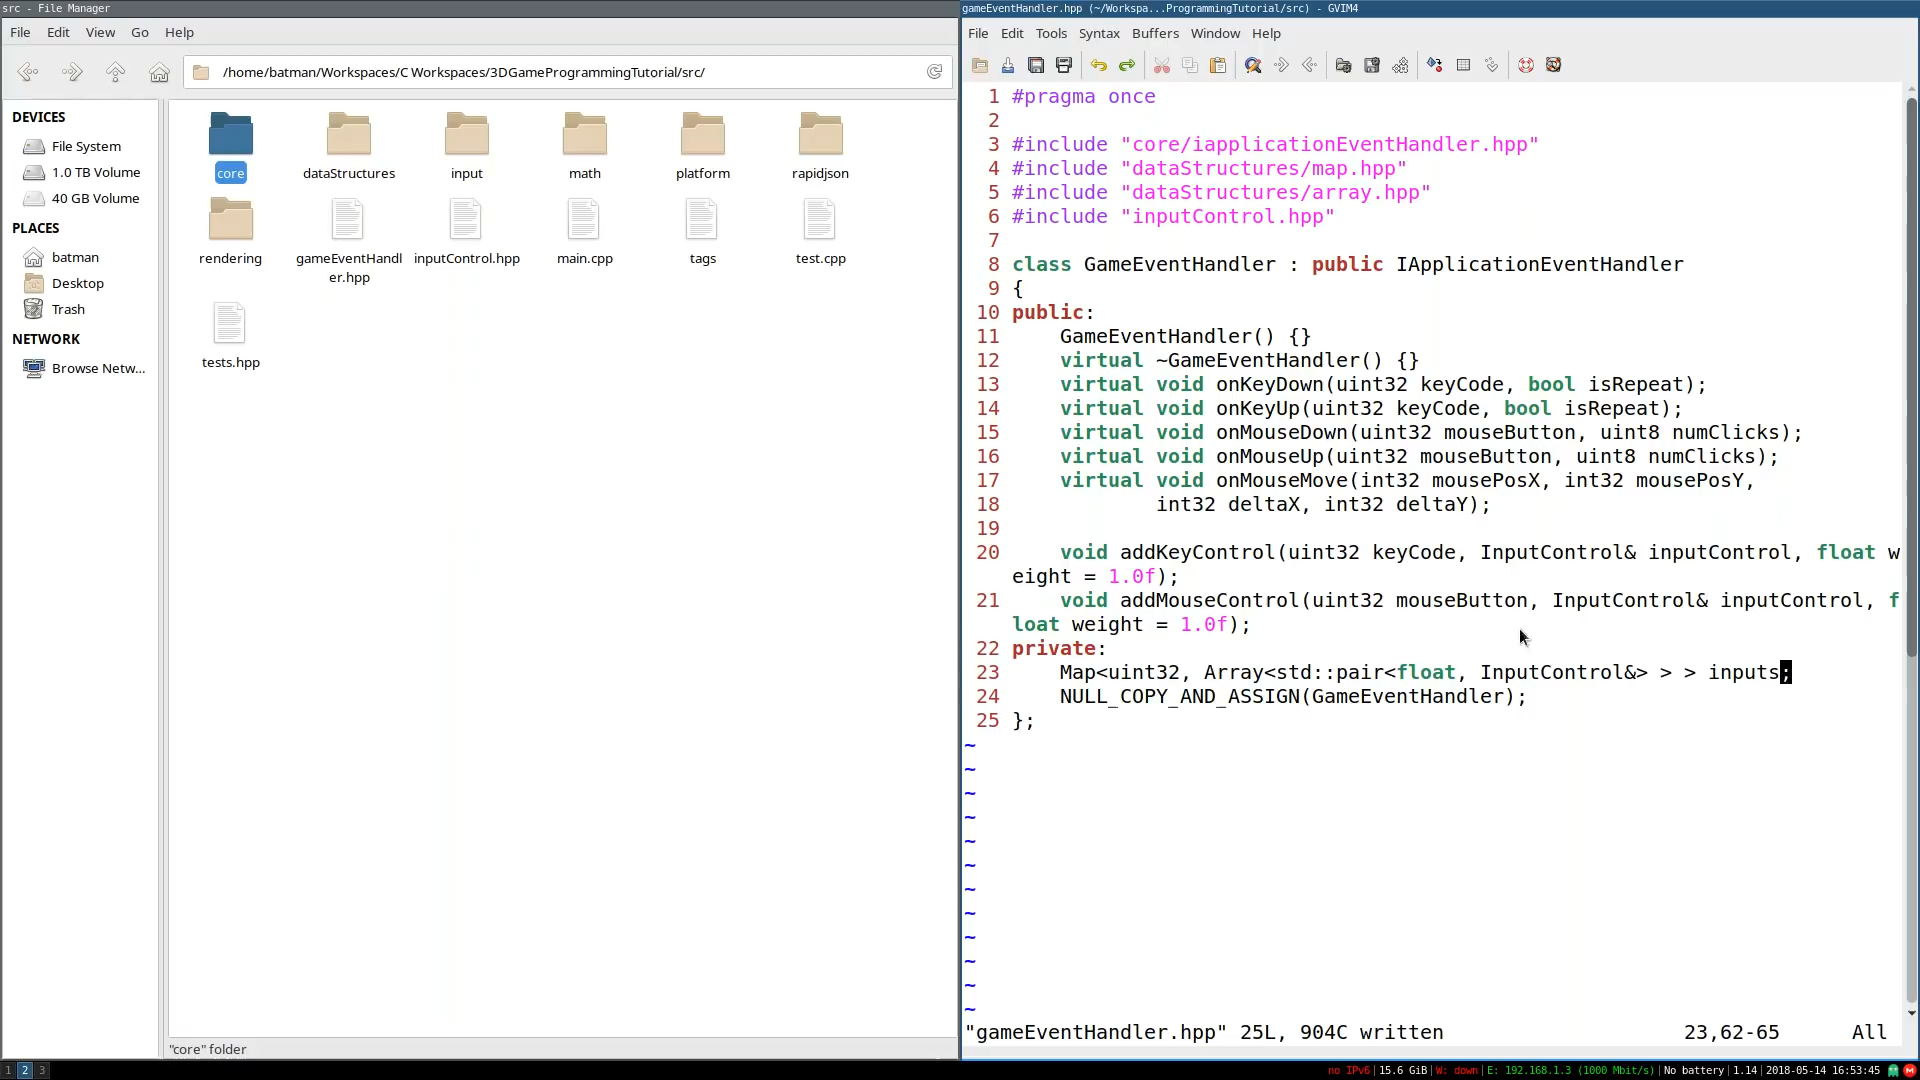 src - File Manager
File Edit View Go Help
/home/batman/Workspaces/C Workspaces/3DGameProgrammingTutorial/src/
DEVICES
File System
1.0 TB Volume
40 GB Volume
PLACES
batman
Desktop
Trash
NETWORK
Browse Netw...
core
dataStructures
input
math
platform
rapidjson
rendering
gameEventHandl
er.hpp
inputControl.hpp
main.cpp
tags
test.cpp
tests.hpp
"core" folder
gameEventHandler.hpp (~/Workspa...ProgrammingTutorial/src) - GVIM4
File Edit Tools Syntax Buffers Window Help
1 #pragma once
2
3 #include "core/iapplicationEventHandler.hpp"
4 #include "dataStructures/map.hpp"
5 #include "dataStructures/array.hpp"
6 #include "inputControl.hpp"
7
8 class GameEventHandler : public IApplicationEventHandler
9 {
10 public:
11     GameEventHandler() {}
12     virtual ~GameEventHandler() {}
13     virtual void onKeyDown(uint32 keyCode, bool isRepeat);
14     virtual void onKeyUp(uint32 keyCode, bool isRepeat);
15     virtual void onMouseDown(uint32 mouseButton, uint8 numClicks);
16     virtual void onMouseUp(uint32 mouseButton, uint8 numClicks);
17     virtual void onMouseMove(int32 mousePosX, int32 mousePosY,
18             int32 deltaX, int32 deltaY);
19
20     void addKeyControl(uint32 keyCode, InputControl& inputControl, float w
eight = 1.0f);
21     void addMouseControl(uint32 mouseButton, InputControl& inputControl, f
loat weight = 1.0f);
22 private:
23     Map<uint32, Array<std::pair<float, InputControl&> > > inputs;
24     NULL_COPY_AND_ASSIGN(GameEventHandler);
25 };
~
~
~
~
~
~
~
~
~
~
~
~
"gameEventHandler.hpp" 25L, 904C written 23,62-65 All
1 2 3
no IPv6|15.6 GiB|W: down|E: 192.168.1.3 (1000 Mbit/s)|No battery|1.14|2018-05-14 16:53:45